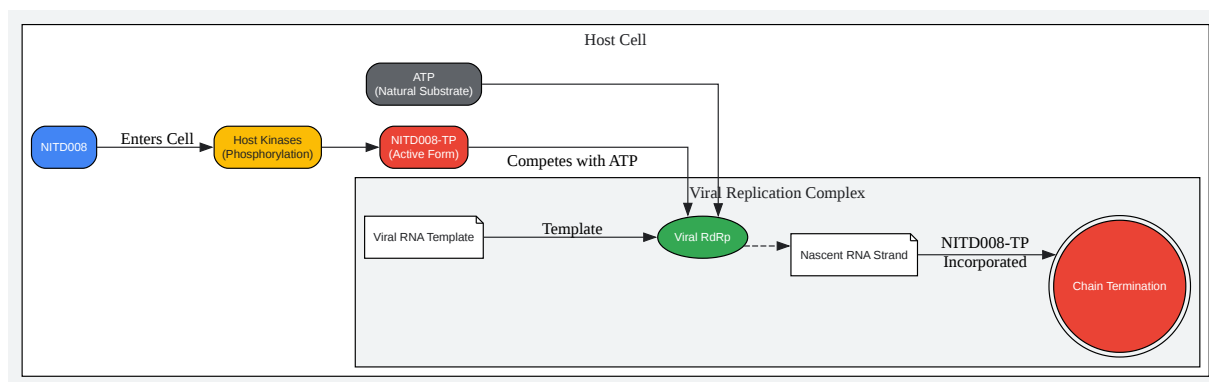 Host Cell
ATP
(Natural Substrate)
NITD008
Enters Cell
Host Kinases
(Phosphorylation)
NITD008-TP
(Active Form)
Competes with ATP
Viral Replication Complex
Viral RNA Template
Template
Viral RdRp
Nascent RNA Strand
NITD008-TP
Incorporated
Chain Termination